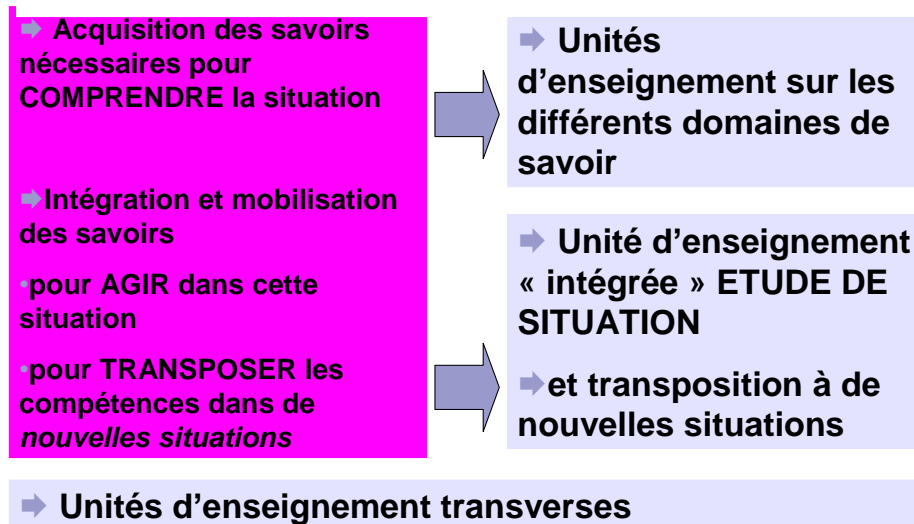 ➡ Acquisition des savoirs
nécessaires pour
COMPRENDRE la situation
➡Intégration et mobilisation
des savoirs
•pour AGIR dans cette
situation
•pour TRANSPOSER les
compétences dans de
nouvelles situations
➡ Unités
d'enseignement sur les
différents domaines de
savoir
➡ Unité d'enseignement
« intégrée » ETUDE DE
SITUATION
➡et transposition à de
nouvelles situations
➡ Unités d'enseignement transverses